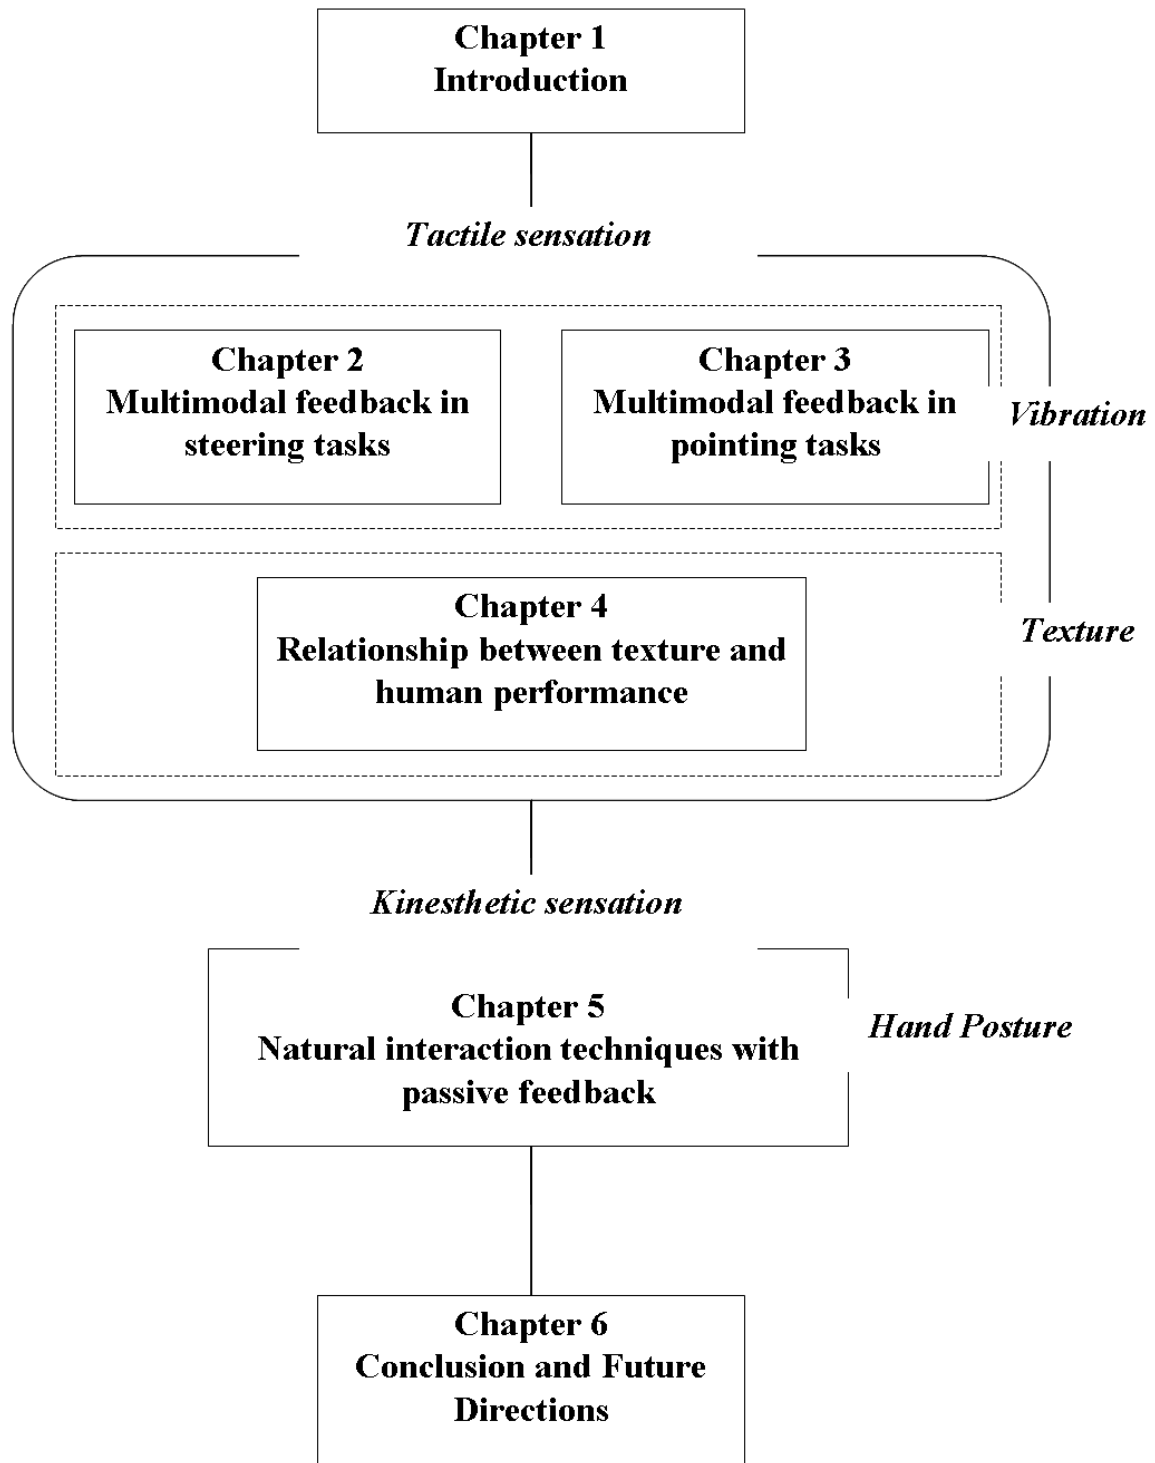 Chapter 1
Introduction
Tactile sensation
Chapter 2
Multimodal feedback in
steering tasks
Chapter 3
Multimodal feedback in
pointing tasks
Vibration
Chapter 4
Relationship between texture and
human performance
Texture
Kinesthetic sensation
Chapter 5
Natural interaction techniques with
passive feedback
Hand Posture
Chapter 6
Conclusion and Future
Directions